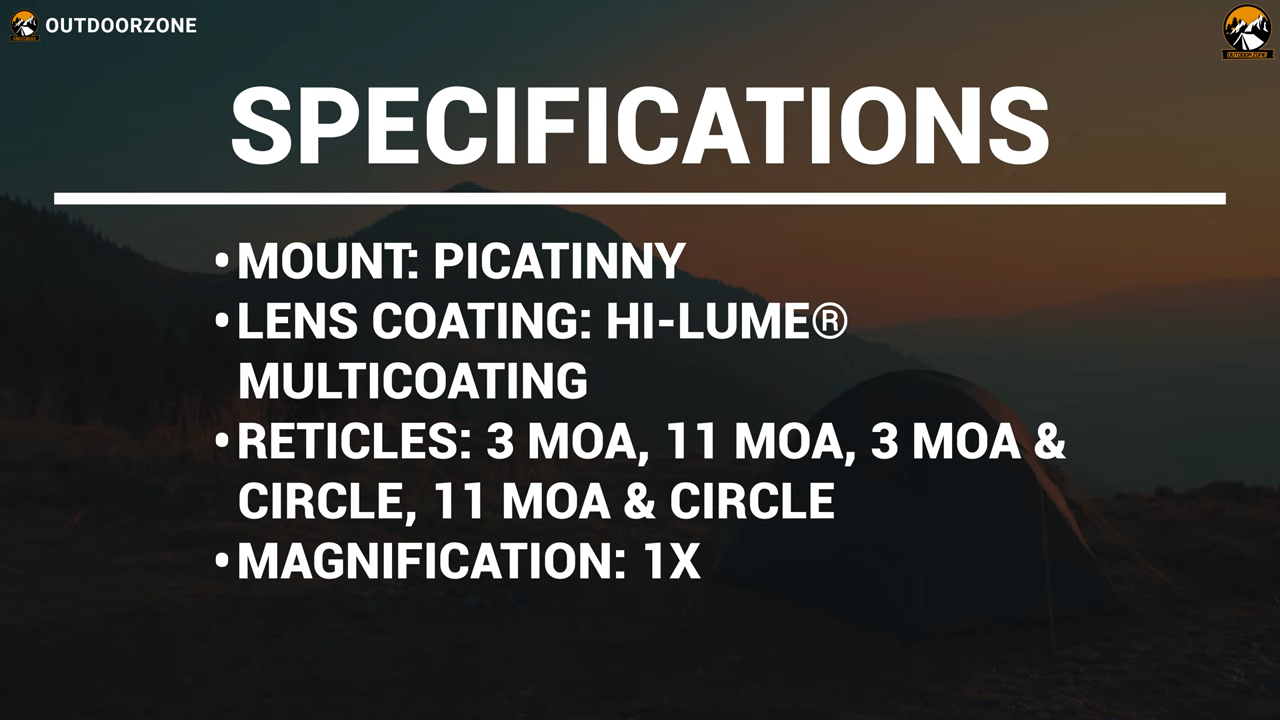 OUTDOORZONE
OUTDOORZONE
SPECIFICATIONS
• MOUNT: PICATINNY
• LENS COATING: HI-LUME®
MULTICOATING
• RETICLES: 3 MOA, 11 MOA, 3 MOA &
CIRCLE, 11 MOA & CIRCLE
• MAGNIFICATION: 1X